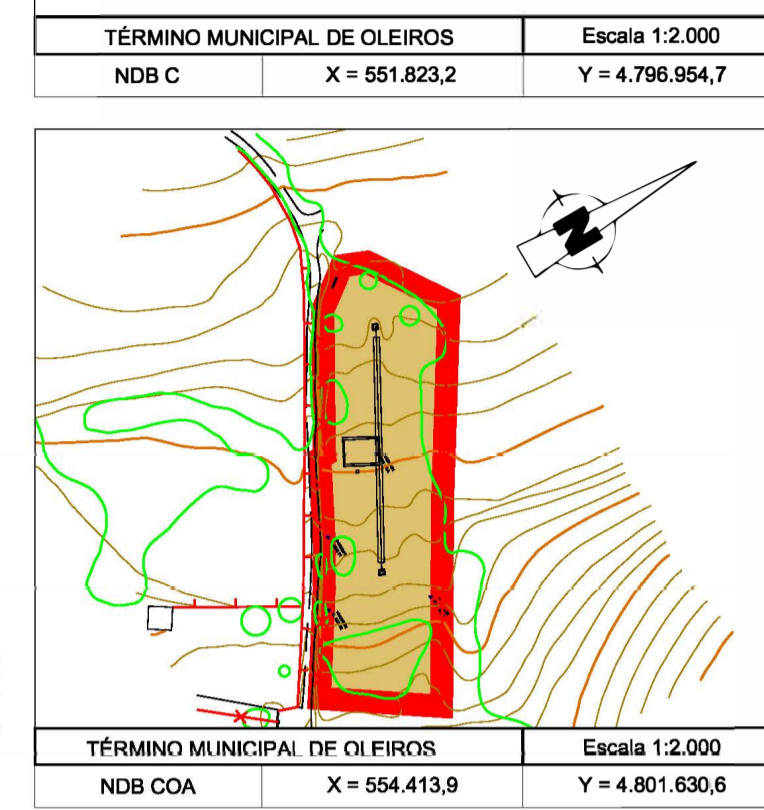 TÉRMINO MUNICIPAL DE OLEIROS Escala 1:2.000
NDB C X = 551.823,2 Y = 4.796.954,7
N
TÉRMINO MUNICIPAL DE OLEIROS Escala 1:2.000
NDB COA X = 554.413,9 Y = 4.801.630,6